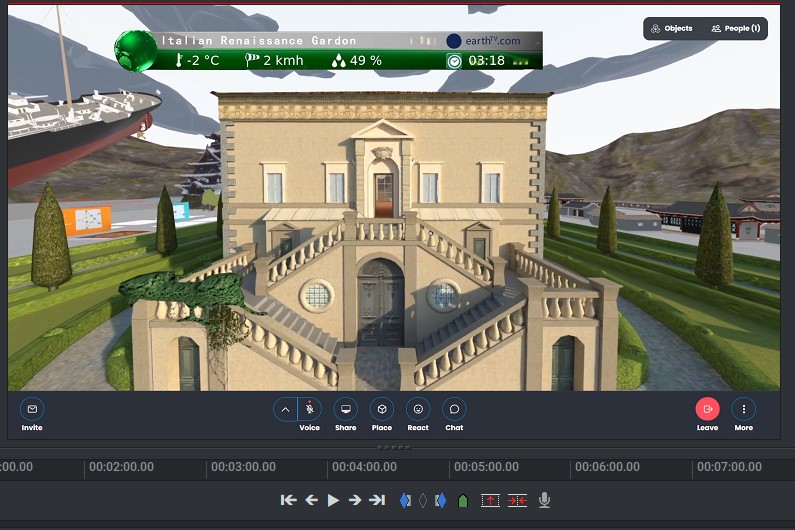 Objects People (1)
Italian Renaissance Gardon
earthTV.com
-2 °C 2 kmh 49 % 03:18
Invite Voice Share Place React Chat Leave More
:00.00 00:02:00.00 00:03:00.00 00:04:00.00 00:05:00.00 00:06:00.00 00:07:00.00